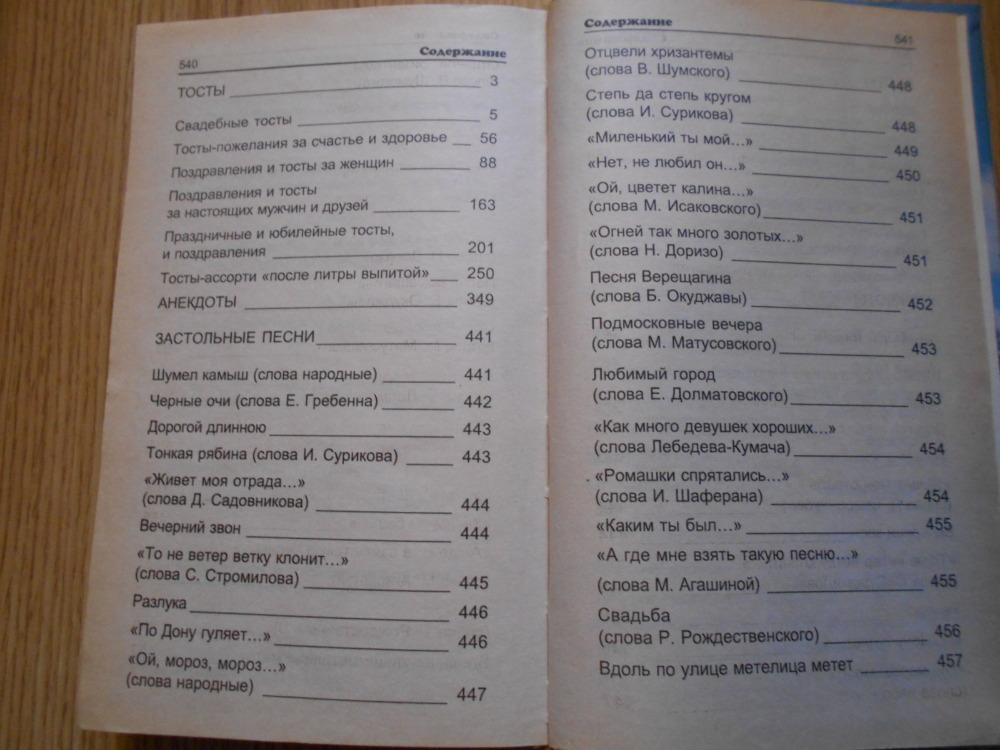 540 Содержание
ТОСТЫ 3
Свадебные тосты 5
Тосты-пожелания за счастье и здоровье 56
Поздравления и тосты за женщин 88
Поздравления и тосты
за настоящих мужчин и друзей 163
Праздничные и юбилейные тосты,
и поздравления 201
Тосты-ассорти «после литры выпитой» 250
АНЕКДОТЫ 349
ЗАСТОЛЬНЫЕ ПЕСНИ 441
Шумел камыш (слова народные) 441
Черные очи (слова Е. Гребенна) 442
Дорогой длинною 443
Тонкая рябина (слова И. Сурикова) 443
«Живет моя отрада...»
(слова Д. Садовникова) 444
Вечерний звон 444
«То не ветер ветку клонит...»
(слова С. Стромилова) 445
Разлука 446
«По Дону гуляет...» 446
«Ой, мороз, мороз...»
(слова народные) 447
Содержание 541
Отцвели хризантемы
(слова В. Шумского) 448
Степь да степь кругом
(слова И. Сурикова) 448
«Миленький ты мой...» 449
«Нет, не любил он...» 450
«Ой, цветет калина...»
(слова М. Исаковского) 451
«Огней так много золотых...»
(слова Н. Доризо) 451
Песня Верещагина
(слова Б. Окуджавы) 452
Подмосковные вечера
(слова М. Матусовского) 453
Любимый город
(слова Е. Долматовского) 453
«Как много девушек хороших...»
(слова Лебедева-Кумача) 454
«Ромашки спрятались...»
(слова И. Шаферана) 454
«Каким ты был...» 455
«А где мне взять такую песню...»
(слова М. Агашиной) 455
Свадьба
(слова Р. Рождественского) 456
Вдоль по улице метелица метет 457